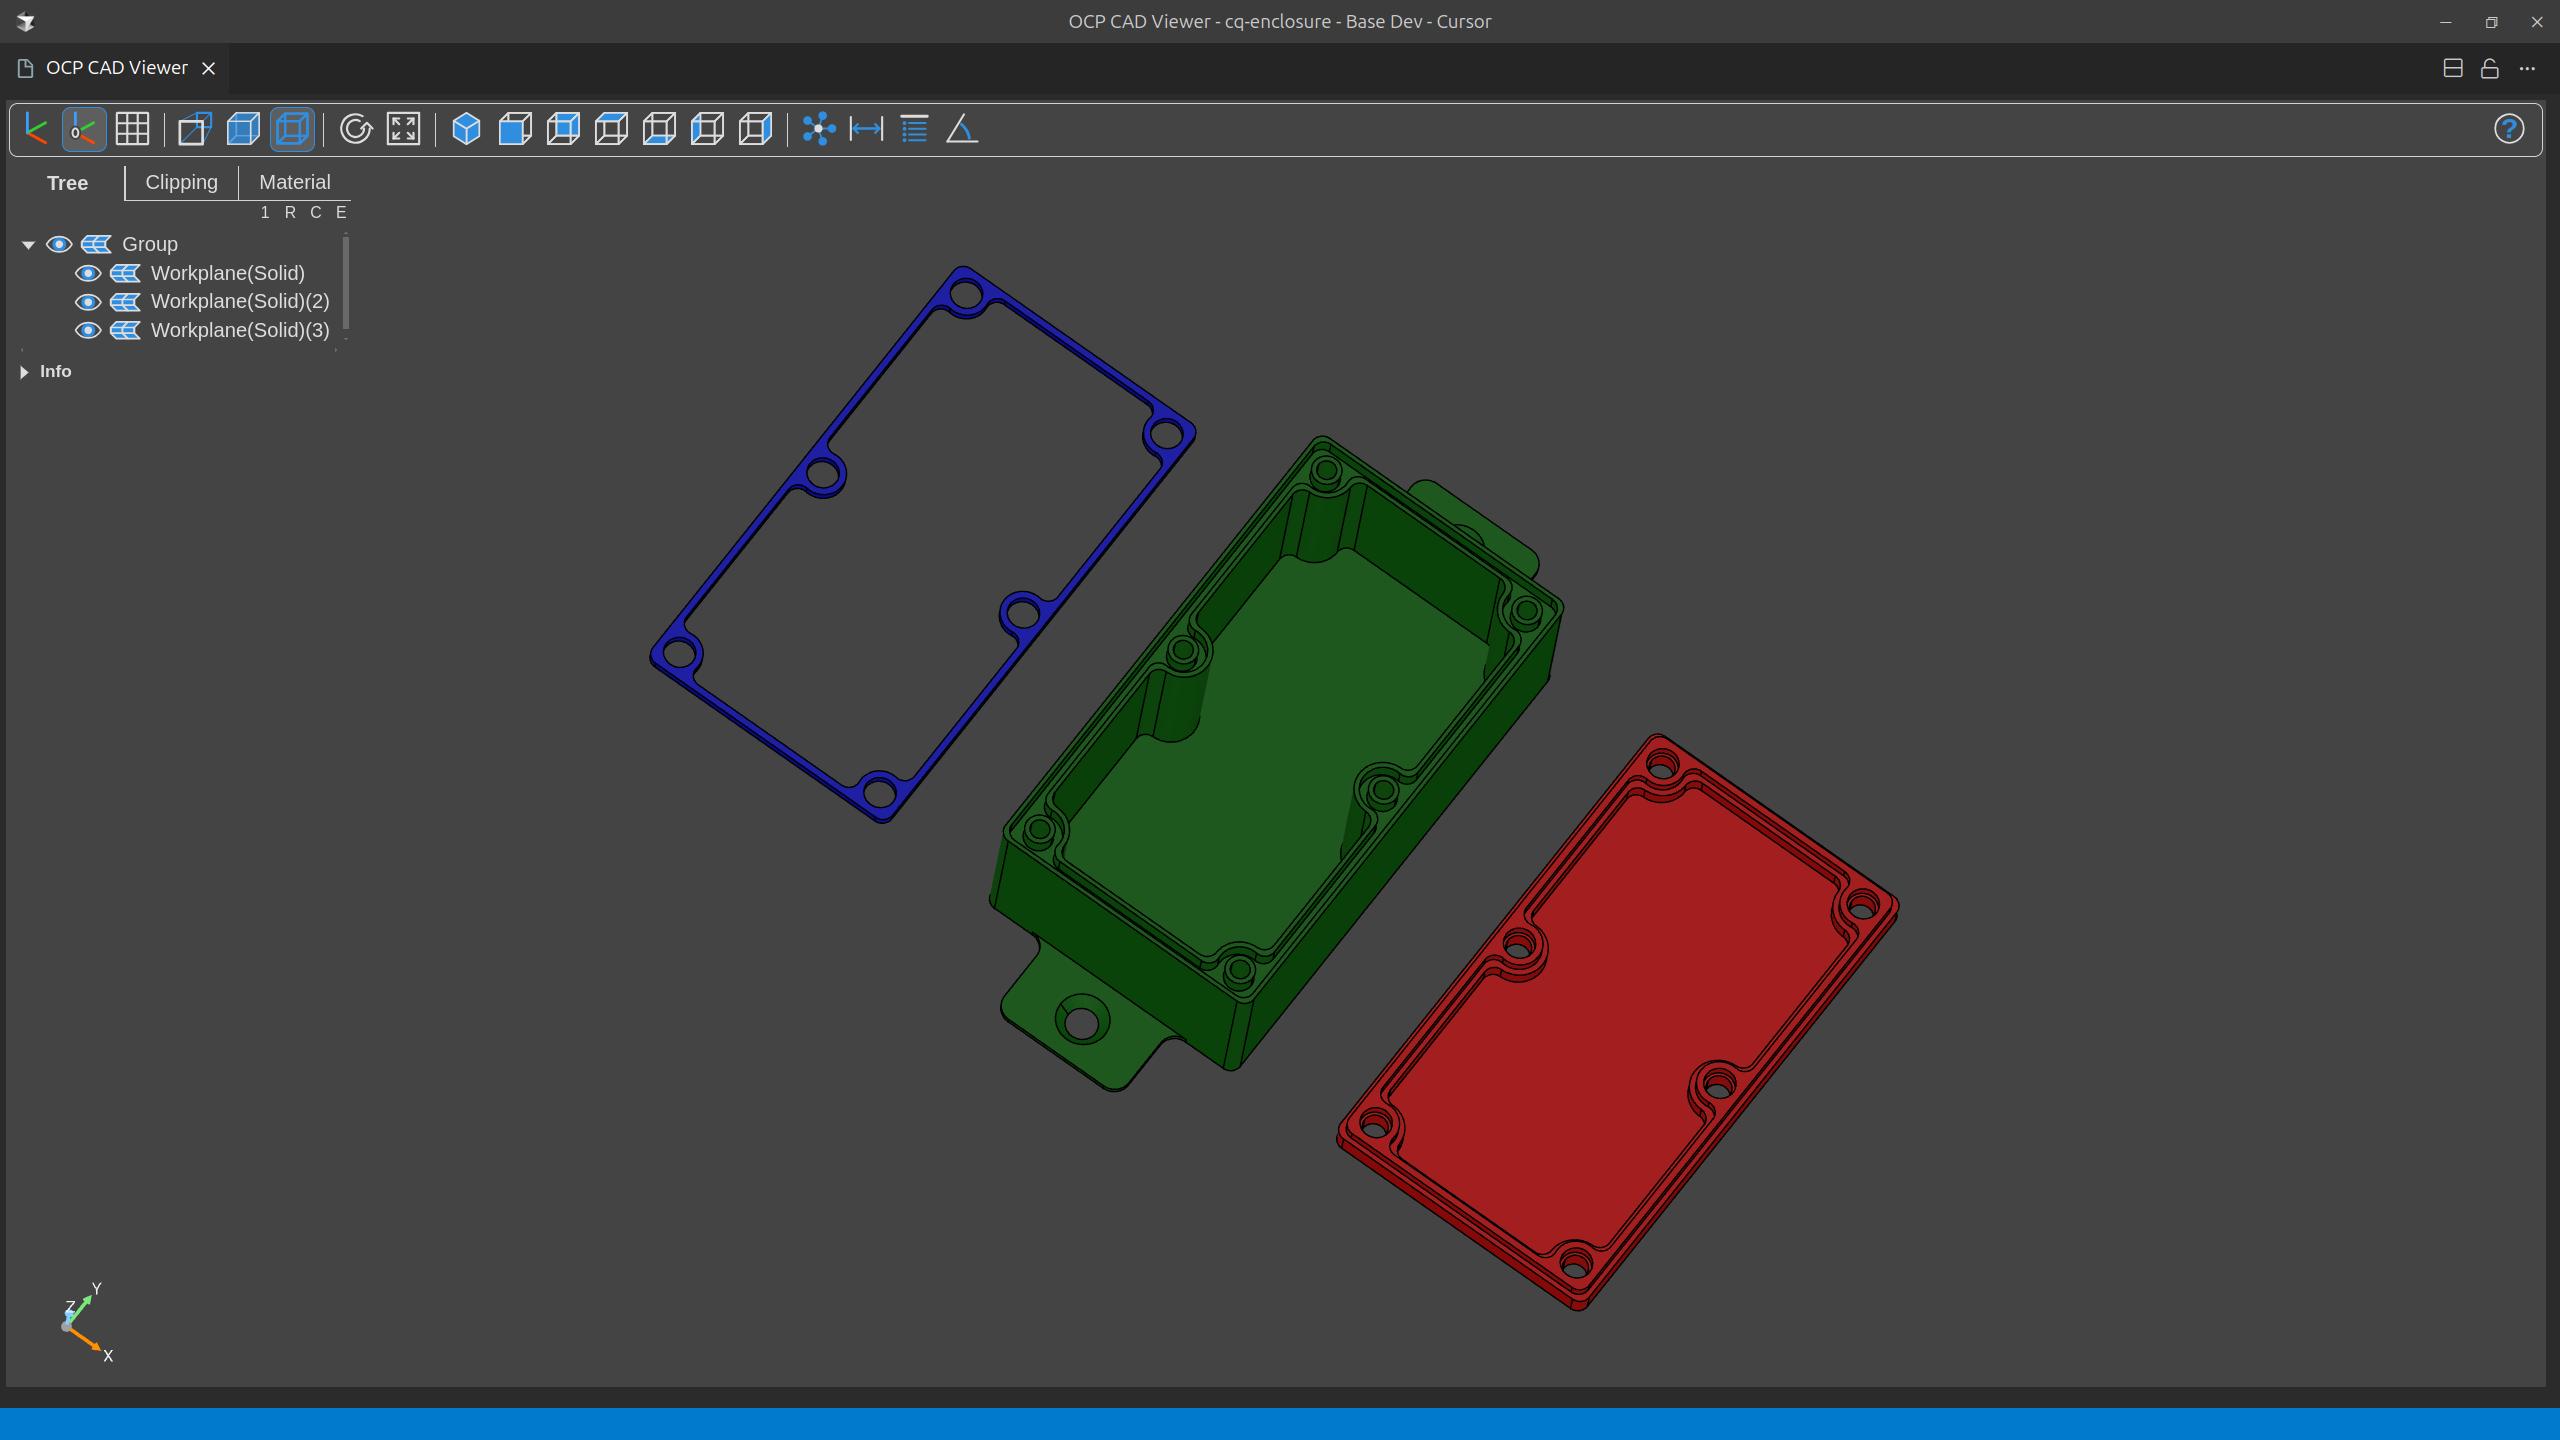 OCP CAD Viewer - cq-enclosure - Base Dev - Cursor
OCP CAD Viewer
0
?
Tree Clipping Material
1 R C E
Group
Workplane(Solid)
Workplane(Solid)(2)
Workplane(Solid)(3)
Info
Y
Z
X